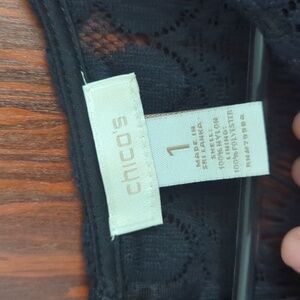 chico's
1
MADE IN
SRI LANKA
SHELL:
100% NYLON
LINING:
100% POLYESTER